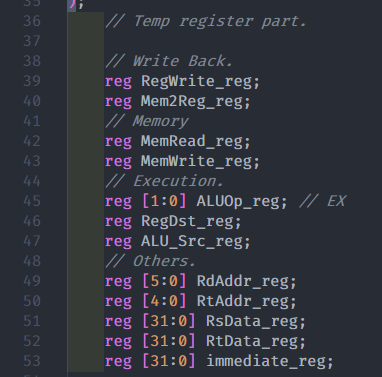 35 );
36 // Temp register part.
37
38 // Write Back.
39 reg RegWrite_reg;
40 reg Mem2Reg_reg;
41 // Memory
42 reg MemRead_reg;
43 reg MemWrite_reg;
44 // Execution.
45 reg [1:0] ALUOp_reg; // EX
46 reg RegDst_reg;
47 reg ALU_Src_reg;
48 // Others.
49 reg [5:0] RdAddr_reg;
50 reg [4:0] RtAddr_reg;
51 reg [31:0] RsData_reg;
52 reg [31:0] RtData_reg;
53 reg [31:0] immediate_reg;